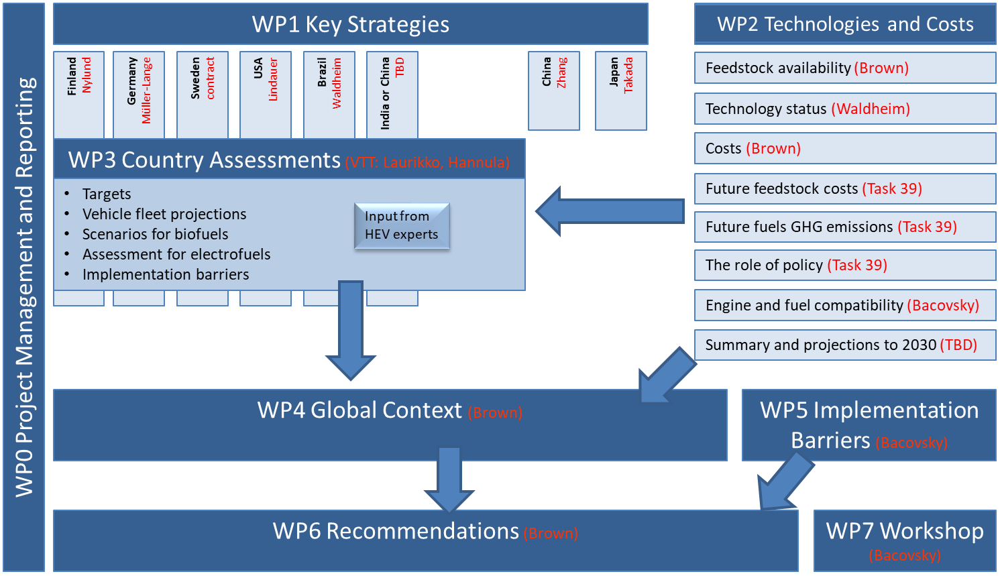 WP0 Project Management and Reporting
WP1 Key Strategies
Finland
Nylund
Germany
Müller-Lange
Sweden
contract
USA
Lindauer
Brazil
Waldheim
India or China
TBD
China
Zhang
Japan
Takada
WP2 Technologies and Costs
Feedstock availability (Brown)
Technology status (Waldheim)
Costs (Brown)
Future feedstock costs (Task 39)
Future fuels GHG emissions (Task 39)
The role of policy (Task 39)
Engine and fuel compatibility (Bacovsky)
Summary and projections to 2030 (TBD)
WP3 Country Assessments (VTT: Laurikko, Hannula)
• Targets
• Vehicle fleet projections
• Scenarios for biofuels
• Assessment for electrofuels
• Implementation barriers
Input from
HEV experts
WP4 Global Context (Brown)
WP5 Implementation
Barriers (Bacovsky)
WP6 Recommendations (Brown)
WP7 Workshop
(Bacovsky)